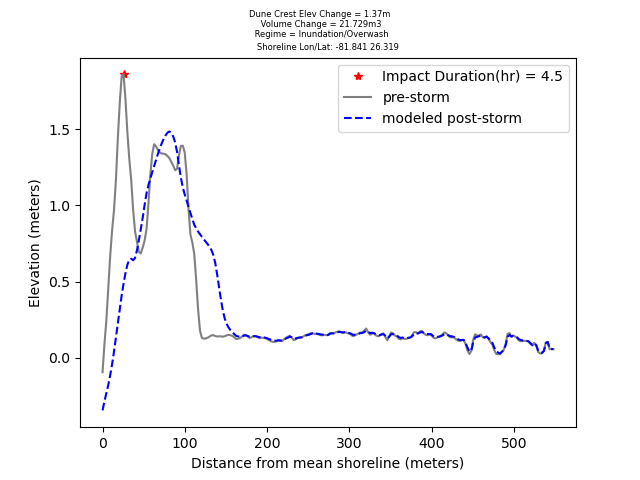 Dune Crest Elev Change = 1.37m
Volume Change = 21.729m3
Regime = Inundation/Overwash
Shoreline Lon/Lat: -81.841 26.319
Impact Duration(hr) = 4.5
pre-storm
modeled post-storm
Elevation (meters)
1.5
1.0
0.5
0.0
0 100 200 300 400 500
Distance from mean shoreline (meters)